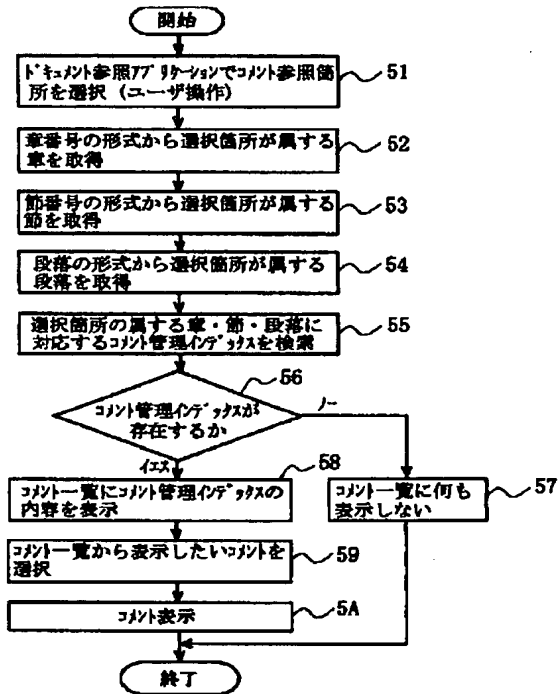 開始
ドキュメント参照アプリケーションでコメント参照箇
所を選択（ユーザ操作）
51
章番号の形式から選択箇所が属する
章を取得
52
節番号の形式から選択箇所が属する
節を取得
53
段落の形式から選択箇所が属する
段落を取得
54
選択箇所の属する章・節・段落に
対応するコメント管理インデックスを検索
55
56
コメント管理インデックスが
存在するか
ノー
イエス
58
コメント一覧にコメント管理インデックスの
内容を表示
コメント一覧に何も
表示しない
57
コメント一覧から表示したいコメントを
選択
59
コメント表示
5A
終了